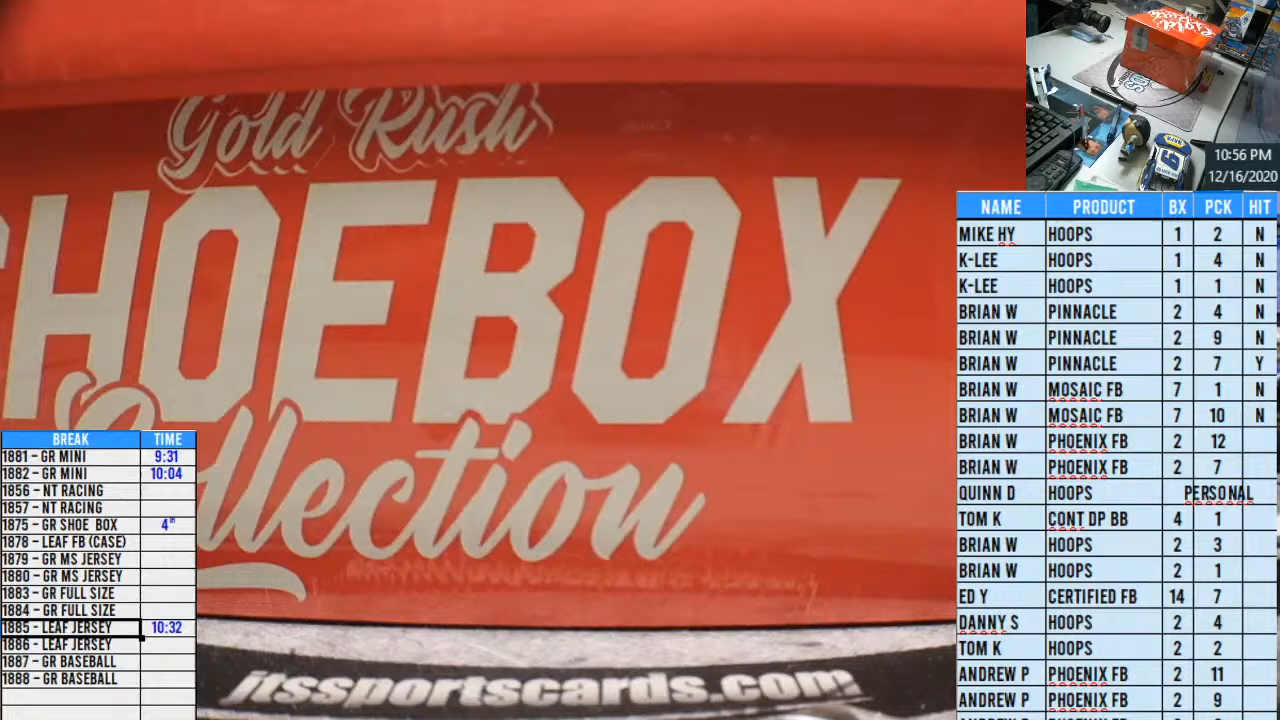 Gold Rush
SHOEBOX
Collection
jtssportscards.com
10:56 PM
12/16/2020
NAME PRODUCT BX PCK HIT
MIKE HY HOOPS 1 2 N
K-LEE HOOPS 1 4 N
K-LEE HOOPS 1 1 N
BRIAN W PINNACLE 2 4 N
BRIAN W PINNACLE 2 9 N
BRIAN W PINNACLE 2 7 Y
BRIAN W MOSAIC FB 7 1 N
BRIAN W MOSAIC FB 7 10 N
BRIAN W PHOENIX FB 2 12
BRIAN W PHOENIX FB 2 7
QUINN D HOOPS PERSONAL
TOM K CONT DP BB 4 1
BRIAN W HOOPS 2 3
BRIAN W HOOPS 2 1
ED Y CERTIFIED FB 14 7
DANNY S HOOPS 2 4
TOM K HOOPS 2 2
ANDREW P PHOENIX FB 2 11
ANDREW P PHOENIX FB 2 9
BREAK TIME
1881 – GR MINI 9:31
1882 – GR MINI 10:04
1856 – NT RACING
1857 – NT RACING
1875 – GR SHOE BOX 4th
1878 – LEAF FB (CASE)
1879 – GR MS JERSEY
1880 – GR MS JERSEY
1883 – GR FULL SIZE
1884 – GR FULL SIZE
1885 - LEAF JERSEY 10:32
1886 – LEAF JERSEY
1887 – GR BASEBALL
1888 – GR BASEBALL